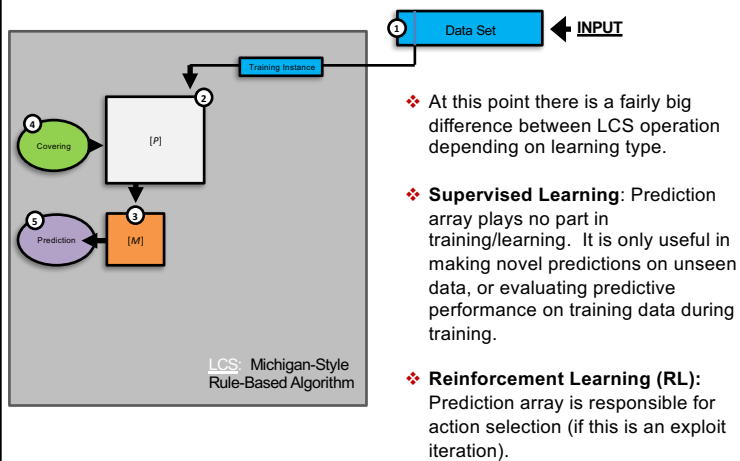 1
Data Set
INPUT
Training Instance
2
[P]
4
Covering
3
[M]
5
Prediction
LCS: Michigan-Style
Rule-Based Algorithm
❖ At this point there is a fairly big
difference between LCS operation
depending on learning type.
❖ Supervised Learning: Prediction
array plays no part in
training/learning. It is only useful in
making novel predictions on unseen
data, or evaluating predictive
performance on training data during
training.
❖ Reinforcement Learning (RL):
Prediction array is responsible for
action selection (if this is an exploit
iteration).